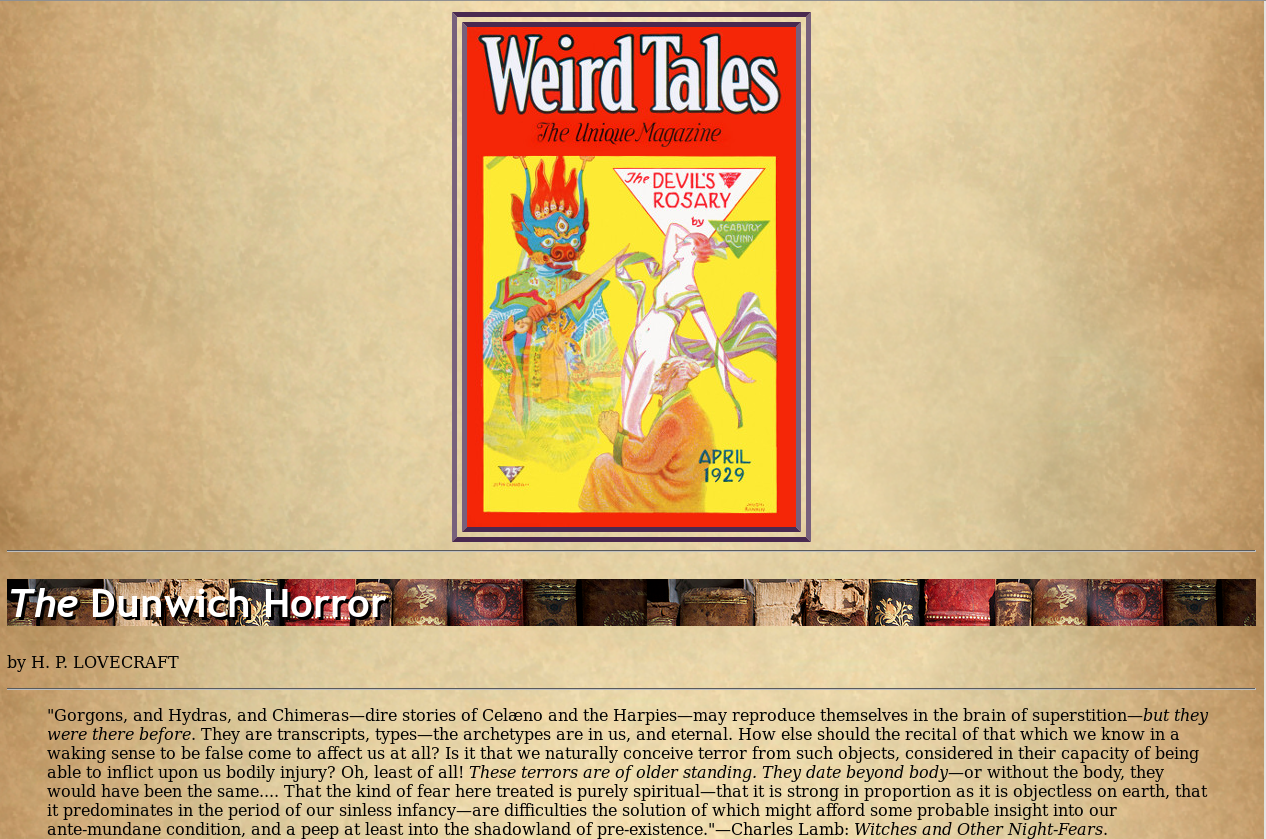 Weird Tales
The Unique Magazine
The DEVIL'S
ROSARY
by SEABURY
QUINN
APRIL
1929
25¢
The Dunwich Horror
by H. P. LOVECRAFT
"Gorgons, and Hydras, and Chimeras—dire stories of Celæno and the Harpies—may reproduce themselves in the brain of superstition—but they
were there before. They are transcripts, types—the archetypes are in us, and eternal. How else should the recital of that which we know in a
waking sense to be false come to affect us at all? Is it that we naturally conceive terror from such objects, considered in their capacity of being
able to inflict upon us bodily injury? Oh, least of all! These terrors are of older standing. They date beyond body—or without the body, they
would have been the same.... That the kind of fear here treated is purely spiritual—that it is strong in proportion as it is objectless on earth, that
it predominates in the period of our sinless infancy—are difficulties the solution of which might afford some probable insight into our
ante-mundane condition, and a peep at least into the shadowland of pre-existence."—Charles Lamb: Witches and Other Night-Fears.